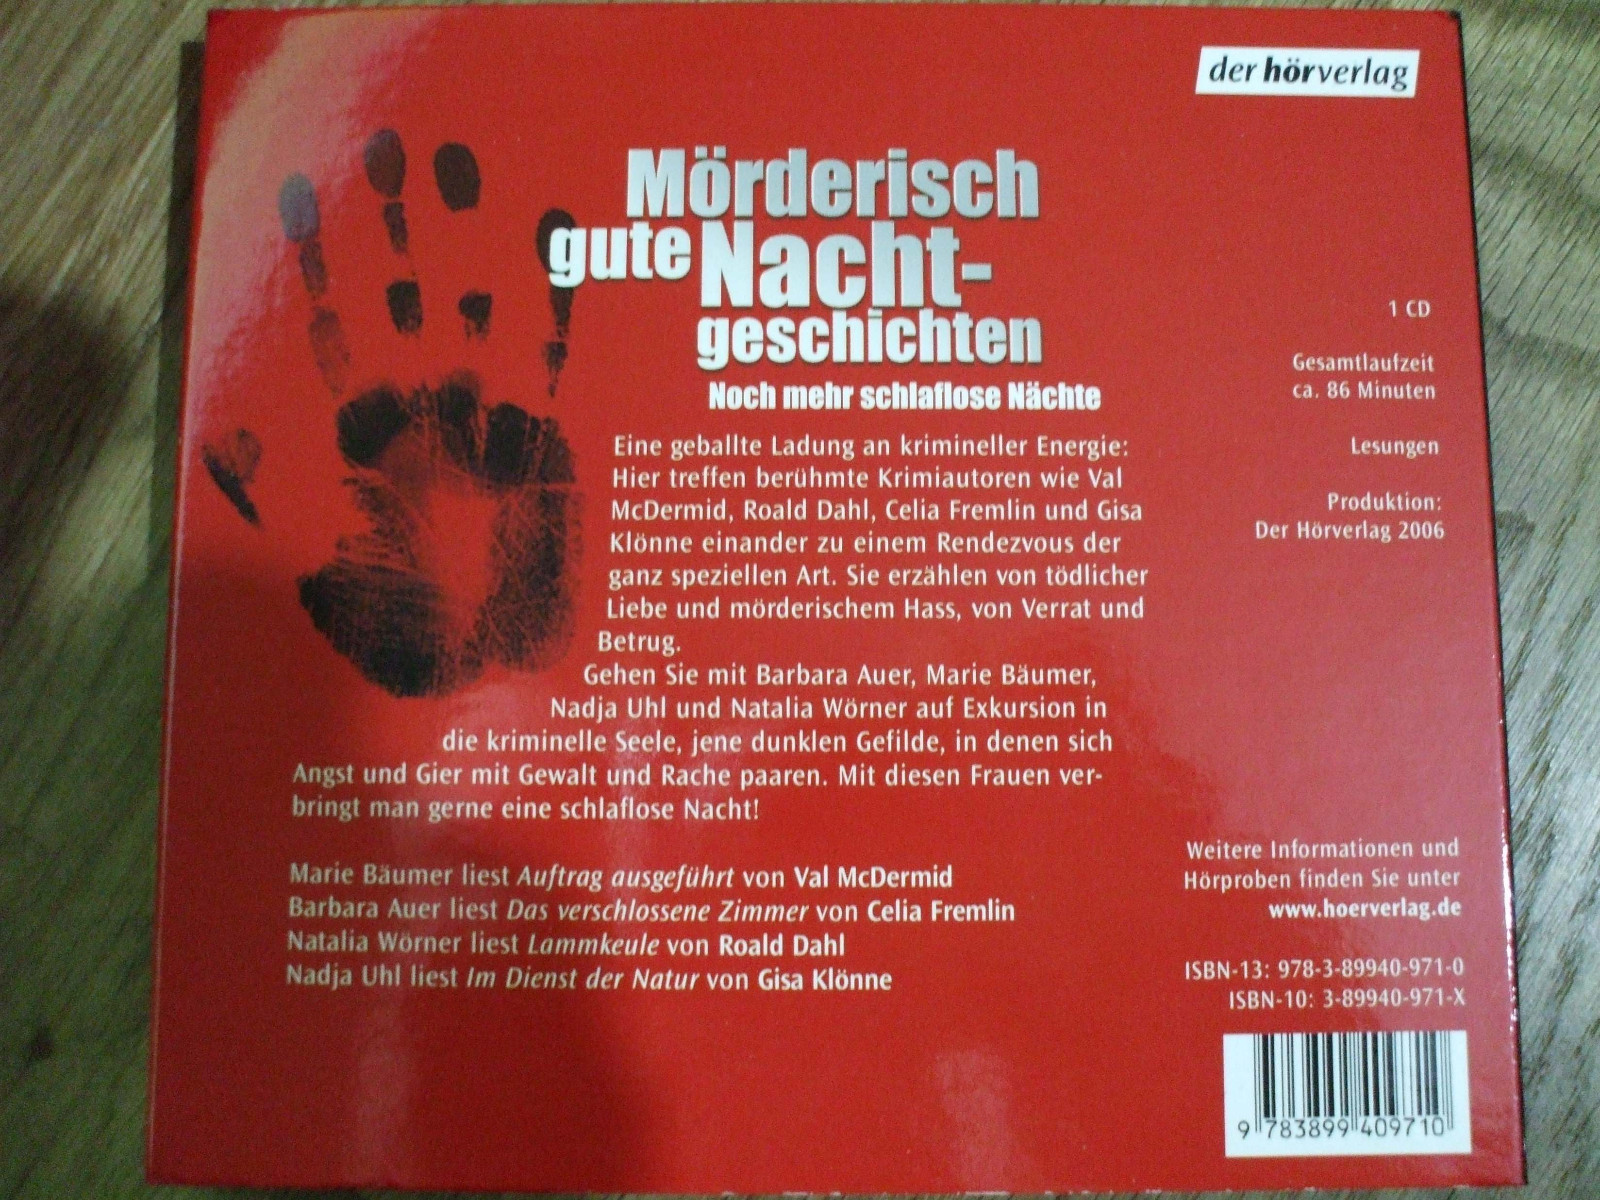 der hörverlag
Mörderisch
gute Nacht-
geschichten
Noch mehr schlaflose Nächte
Eine geballte Ladung an krimineller Energie:
Hier treffen berühmte Krimiautoren wie Val
McDermid, Roald Dahl, Celia Fremlin und Gisa
Klönne einander zu einem Rendezvous der
ganz speziellen Art. Sie erzählen von tödlicher
Liebe und mörderischem Hass, von Verrat und
Betrug.
Gehen Sie mit Barbara Auer, Marie Bäumer,
Nadja Uhl und Natalia Wörner auf Exkursion in
die kriminelle Seele, jene dunklen Gefilde, in denen sich
Angst und Gier mit Gewalt und Rache paaren. Mit diesen Frauen ver-
bringt man gerne eine schlaflose Nacht!
Marie Bäumer liest Auftrag ausgeführt von Val McDermid
Barbara Auer liest Das verschlossene Zimmer von Celia Fremlin
Natalia Wörner liest Lammkeule von Roald Dahl
Nadja Uhl liest Im Dienst der Natur von Gisa Klönne
1 CD
Gesamtlaufzeit
ca. 86 Minuten
Lesungen
Produktion:
Der Hörverlag 2006
Weitere Informationen und
Hörproben finden Sie unter
www.hoerverlag.de
ISBN-13: 978-3-89940-971-0
ISBN-10: 3-89940-971-X
9 783899 409710